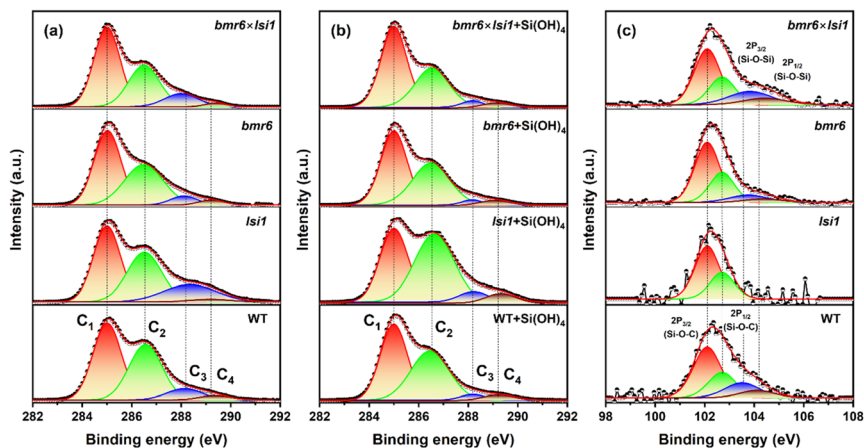 (a)
bmr6×lsi1
bmr6
lsi1
WT
C₁
C₂
C₃
C₄
Intensity (a.u.)
282 284 286 288 290 292
Binding energy (eV)
(b)
bmr6×lsi1+Si(OH)₄
bmr6+Si(OH)₄
lsi1+Si(OH)₄
WT+Si(OH)₄
C₁
C₂
C₃
C₄
Intensity (a.u.)
282 284 286 288 290 292
Binding energy (eV)
(c)
bmr6×lsi1
2P₃/₂
(Si-O-Si)
2P₁/₂
(Si-O-Si)
bmr6
lsi1
WT
2P₃/₂
(Si-O-C)
2P₁/₂
(Si-O-C)
Intensity (a.u.)
98 100 102 104 106 108
Binding energy (eV)